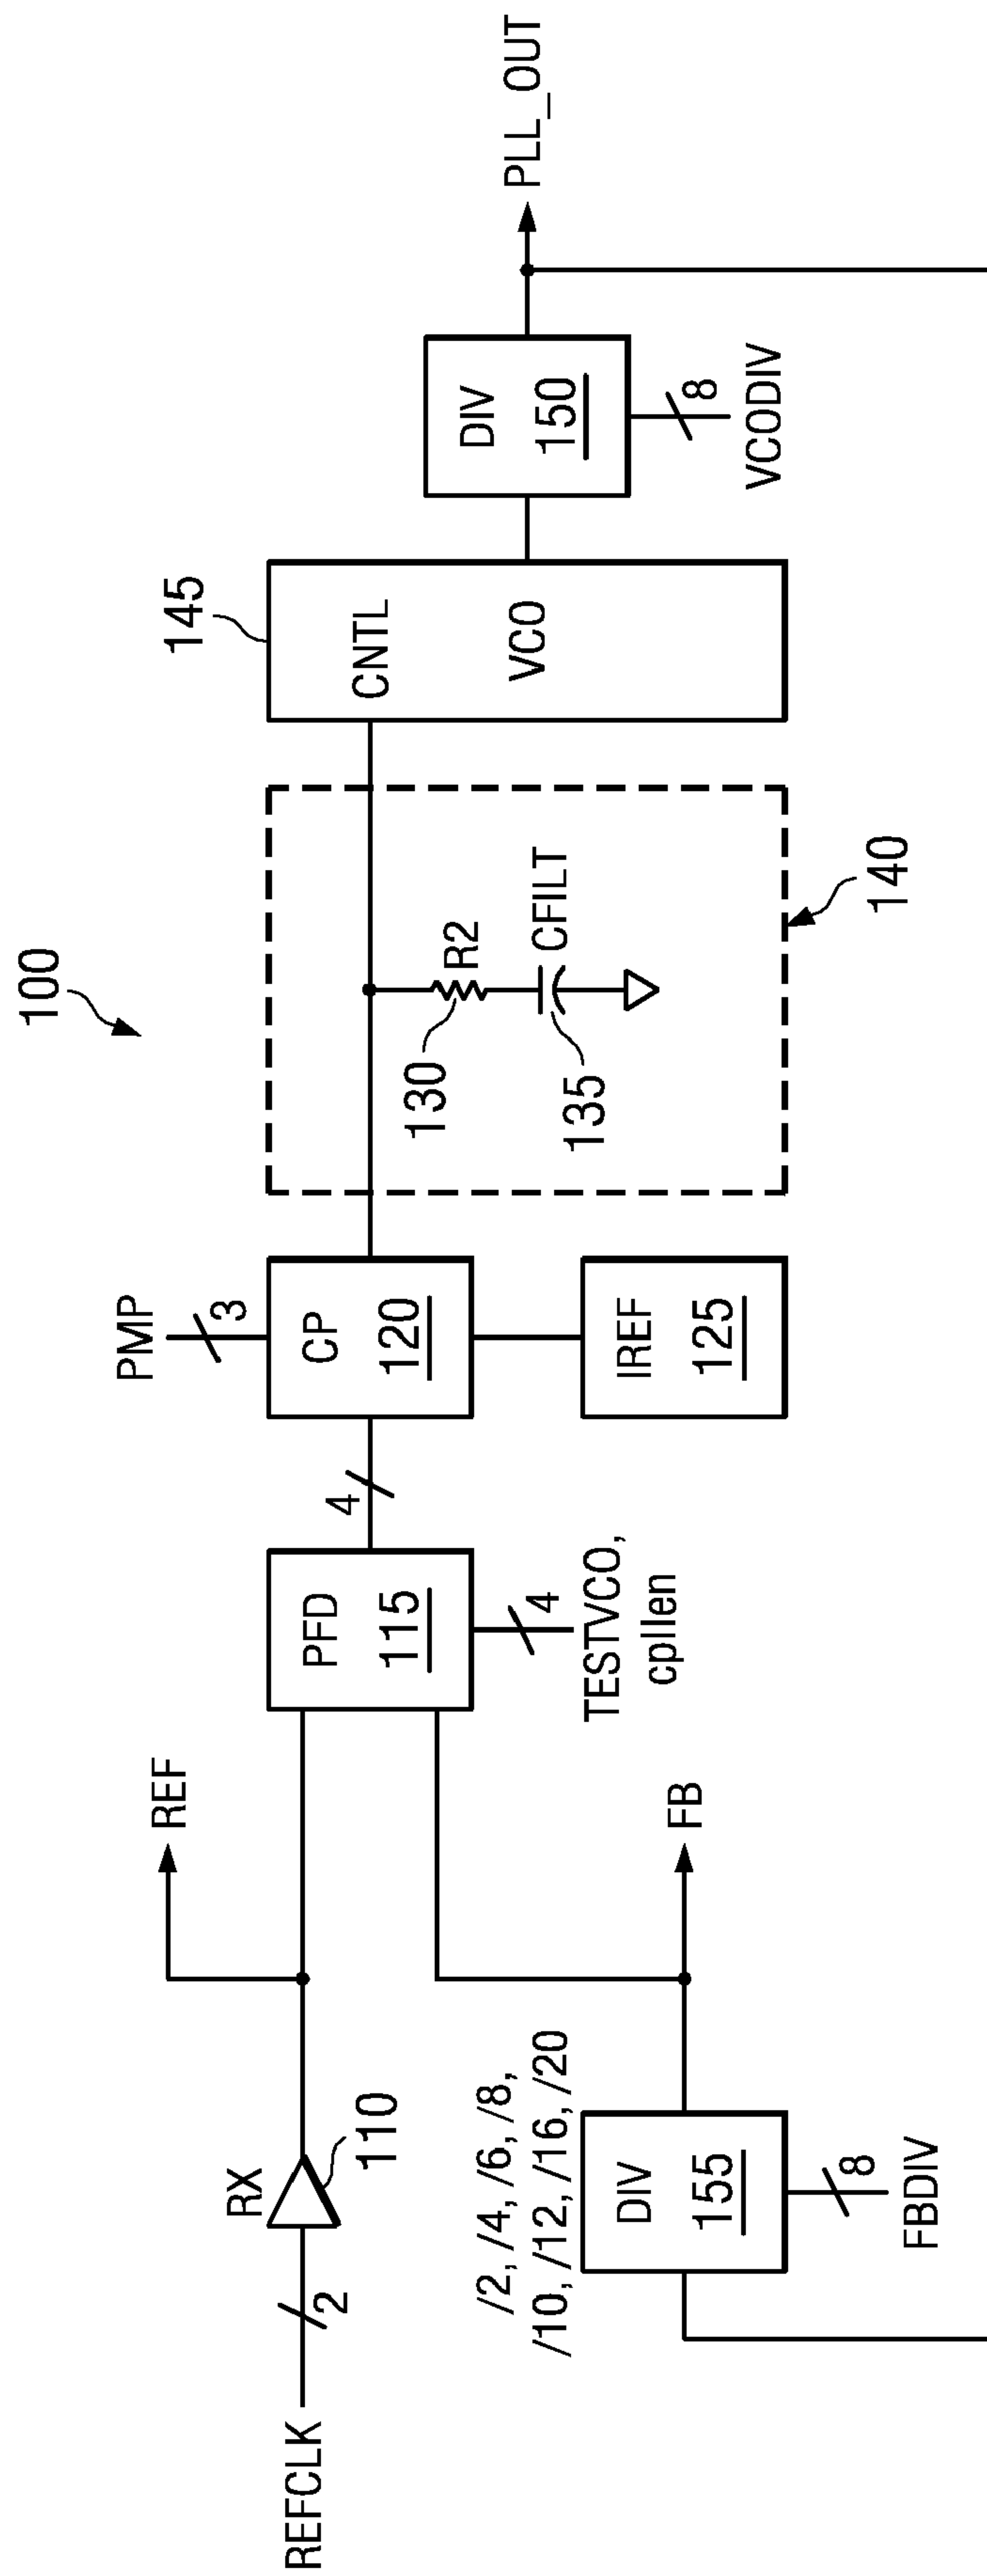 100
REFCLK
2
RX
110
REF
/2, /4, /6, /8,
/10, /12, /16, /20
DIV
155
8
FBDIV
FB
PFD
115
4
TESTVCO,
cpllen
4
PMP
3
CP
120
IREF
125
130
R2
135
CFILT
140
145
CNTL
VCO
DIV
150
8
VCODIV
PLL_OUT